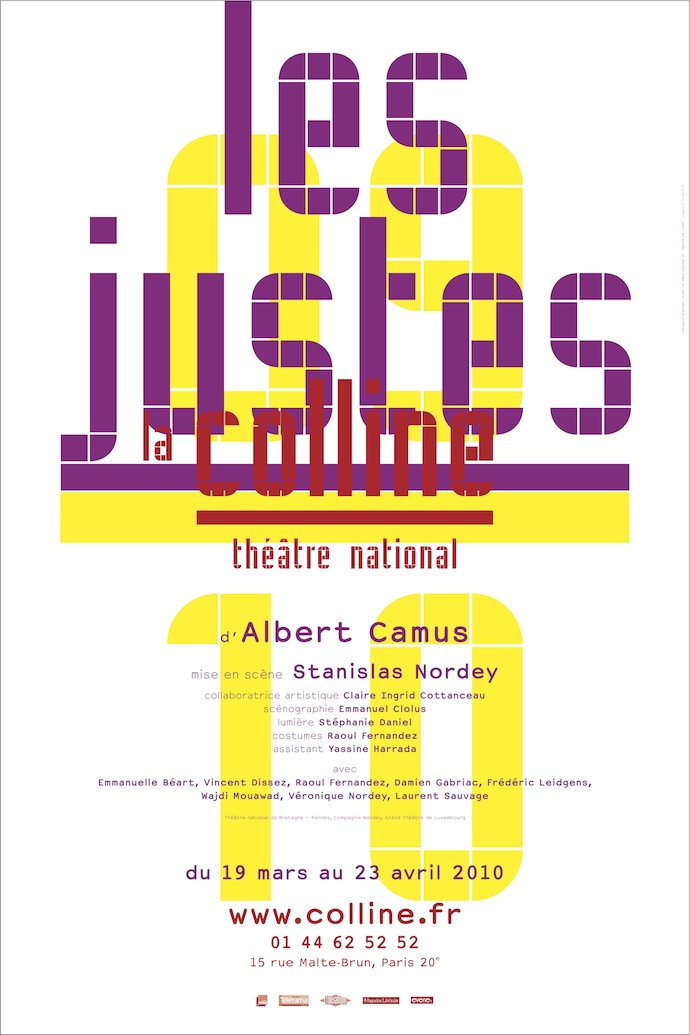 les
justes
09
la colline
théâtre national
10
d'Albert Camus
mise en scène Stanislas Nordey
collaboratrice artistique Claire Ingrid Cottanceau
scénographie Emmanuel Clolus
lumière Stéphanie Daniel
costumes Raoul Fernandez
assistant Yassine Harrada
avec
Emmanuelle Béart, Vincent Dissez, Raoul Fernandez, Damien Gabriac, Frédéric Leidgens,
Wajdi Mouawad, Véronique Nordey, Laurent Sauvage
Théâtre national de Bretagne – Rennes, Compagnie Nordey, Grand Théâtre de Luxembourg
du 19 mars au 23 avril 2010
www.colline.fr
01 44 62 52 52
15 rue Malte-Brun, Paris 20°
Télérama